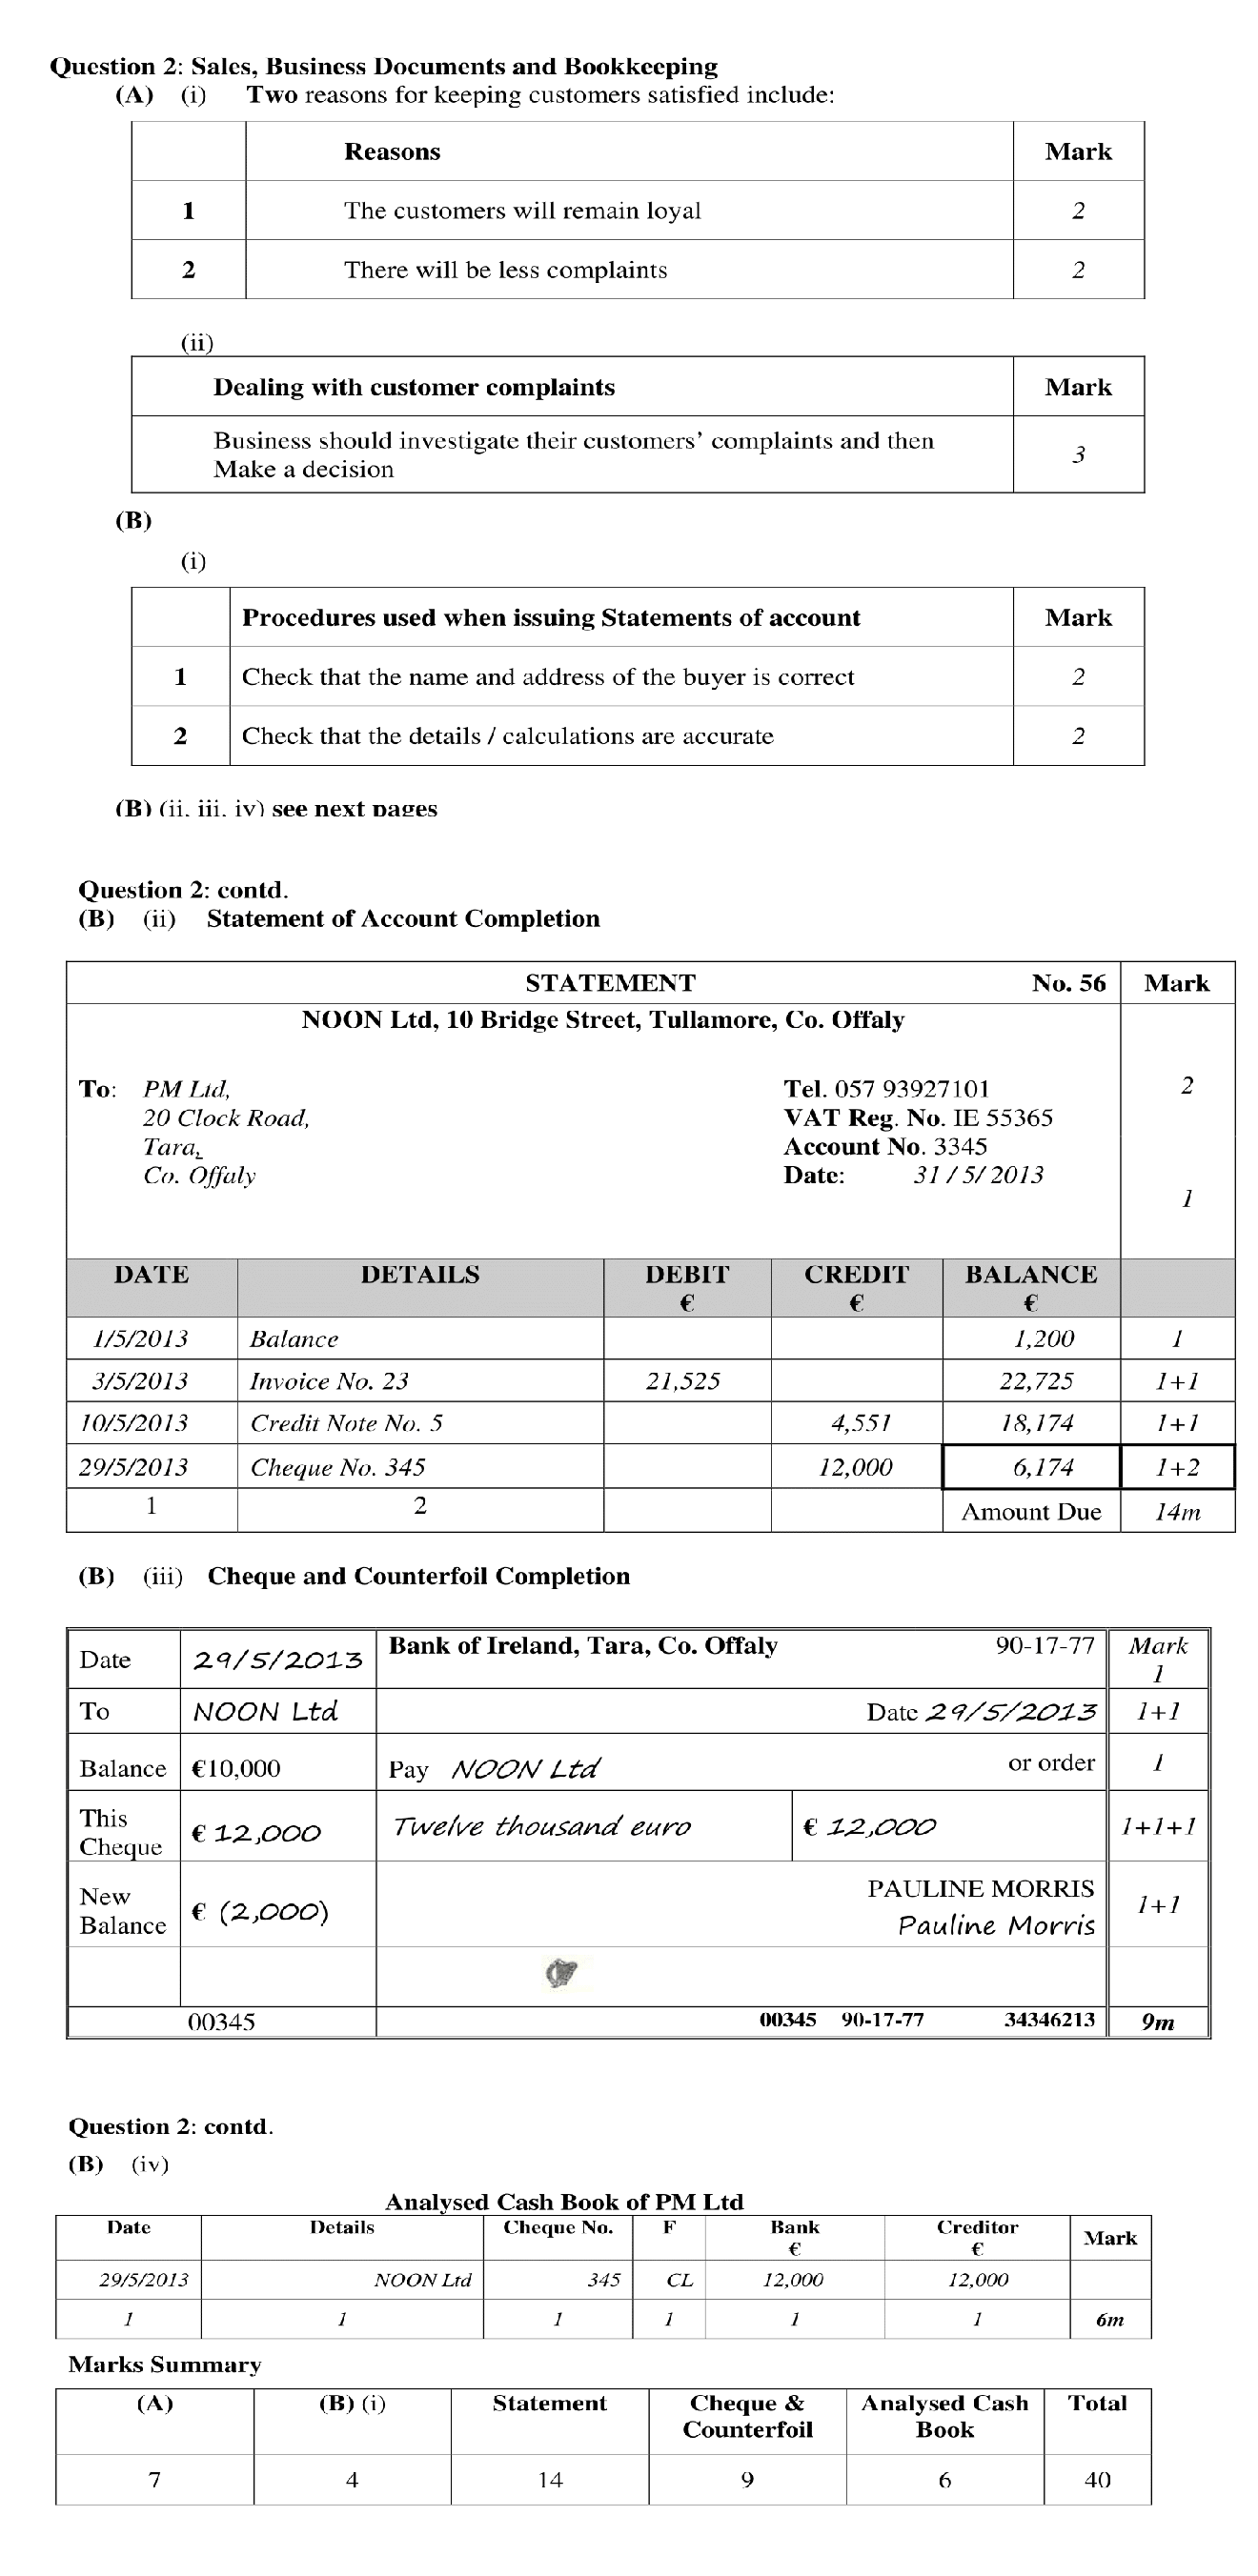 Question 2: Sales, Business Documents and Bookkeeping
(A) (i) Two reasons for keeping customers satisfied include:
Reasons Mark
1 The customers will remain loyal 2
2 There will be less complaints 2
(ii)
Dealing with customer complaints Mark
Business should investigate their customers' complaints and then
Make a decision 3
(B)
(i)
Procedures used when issuing Statements of account Mark
1 Check that the name and address of the buyer is correct 2
2 Check that the details / calculations are accurate 2
(B) (ii, iii, iv) see next pages
Question 2: contd.
(B) (ii) Statement of Account Completion
STATEMENT No. 56 Mark
NOON Ltd, 10 Bridge Street, Tullamore, Co. Offaly
To: PM Ltd, Tel. 057 93927101 2
20 Clock Road, VAT Reg. No. IE 55365
Tara, Account No. 3345
Co. Offaly Date: 31 / 5/ 2013
1
DATE DETAILS DEBIT CREDIT BALANCE
€ € €
1/5/2013 Balance 1,200 1
3/5/2013 Invoice No. 23 21,525 22,725 1+1
10/5/2013 Credit Note No. 5 4,551 18,174 1+1
29/5/2013 Cheque No. 345 12,000 6,174 1+2
1 2 Amount Due 14m
(B) (iii) Cheque and Counterfoil Completion
Date 29/5/2013 Bank of Ireland, Tara, Co. Offaly 90-17-77 Mark
1
To NOON Ltd Date 29/5/2013 1+1
Balance €10,000 Pay NOON Ltd or order 1
This
Cheque € 12,000 Twelve thousand euro € 12,000 1+1+1
New
Balance € (2,000) PAULINE MORRIS 1+1
Pauline Morris
00345 00345 90-17-77 34346213 9m
Question 2: contd.
(B) (iv)
Analysed Cash Book of PM Ltd
Date Details Cheque No. F Bank Creditor Mark
€ €
29/5/2013 NOON Ltd 345 CL 12,000 12,000
1 1 1 1 1 1 6m
Marks Summary
(A) (B) (i) Statement Cheque & Analysed Cash Total
Counterfoil Book
7 4 14 9 6 40